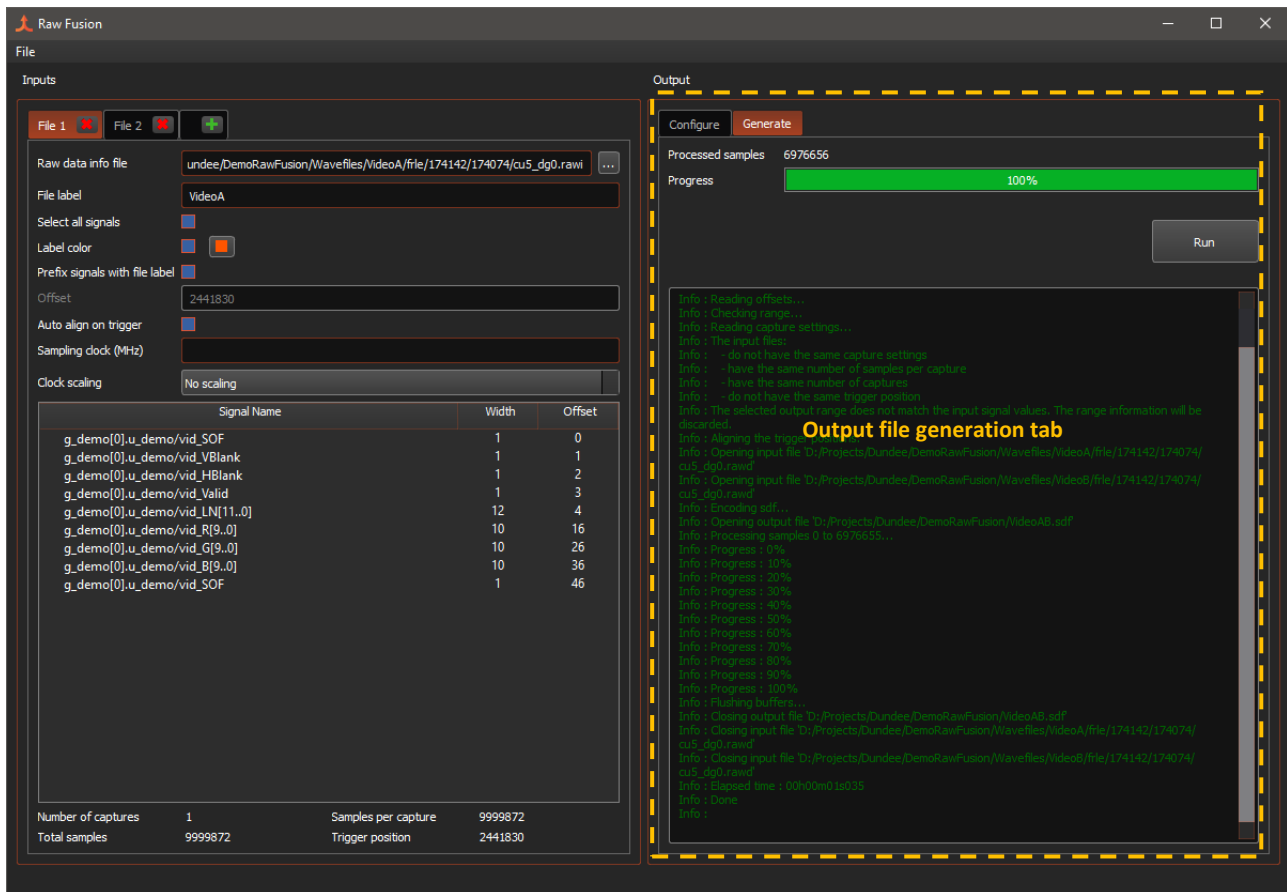 Raw Fusion
File
Inputs
File 1
File 2
Raw data info file
undee/DemoRawFusion/Wavefiles/VideoA/frle/174142/174074/cu5_dg0.rawi
...
File label
VideoA
Select all signals
Label color
Prefix signals with file label
Offset
2441830
Auto align on trigger
Sampling clock (MHz)
Clock scaling
No scaling
Signal Name Width Offset
g_demo[0].u_demo/vid_SOF 1 0
g_demo[0].u_demo/vid_VBlank 1 1
g_demo[0].u_demo/vid_HBlank 1 2
g_demo[0].u_demo/vid_Valid 1 3
g_demo[0].u_demo/vid_LN[11..0] 12 4
g_demo[0].u_demo/vid_R[9..0] 10 16
g_demo[0].u_demo/vid_G[9..0] 10 26
g_demo[0].u_demo/vid_B[9..0] 10 36
g_demo[0].u_demo/vid_SOF 1 46
Number of captures 1 Samples per capture 9999872
Total samples 9999872 Trigger position 2441830
Output
Configure Generate
Processed samples 6976656
Progress 100%
Run
Info : Reading offsets...
Info : Checking range...
Info : Reading capture settings...
Info : The input files:
Info : - do not have the same capture settings
Info : - have the same number of samples per capture
Info : - have the same number of captures
Info : - do not have the same trigger position
Info : The selected output range does not match the input signal values. The range information will be
discarded.
Output file generation tab
Info : Aligning the trigger
Info : Opening input file 'D:/Projects/Dundee/DemoRawFusion/Wavefiles/VideoA/frle/174142/174074/
cu5_dg0.rawd'
Info : Opening input file 'D:/Projects/Dundee/DemoRawFusion/Wavefiles/VideoB/frle/174142/174074/
cu5_dg0.rawd'
Info : Encoding sdf...
Info : Opening output file 'D:/Projects/Dundee/DemoRawFusion/VideoAB.sdf'
Info : Processing samples 0 to 6976655...
Info : Progress : 0%
Info : Progress : 10%
Info : Progress : 20%
Info : Progress : 30%
Info : Progress : 40%
Info : Progress : 50%
Info : Progress : 60%
Info : Progress : 70%
Info : Progress : 80%
Info : Progress : 90%
Info : Progress : 100%
Info : Flushing buffers...
Info : Closing output file 'D:/Projects/Dundee/DemoRawFusion/VideoAB.sdf'
Info : Closing input file 'D:/Projects/Dundee/DemoRawFusion/Wavefiles/VideoA/frle/174142/174074/
cu5_dg0.rawd'
Info : Closing input file 'D:/Projects/Dundee/DemoRawFusion/Wavefiles/VideoB/frle/174142/174074/
cu5_dg0.rawd'
Info : Elapsed time : 00h00m01s035
Info : Done
Info :